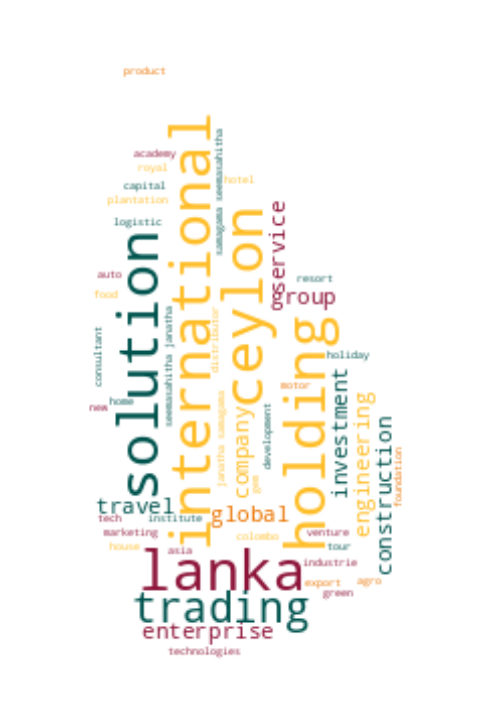 product
academy
royal
capital
plantation
logistic
auto
food
consultant
new
home
solution
international
samagama seemasahitha
hotel
ceylon
service
group
resort
holding
holiday
seemasahitha janatha
distributor
janatha samagama
company
gem
development
motor
investment
engineering
construction
foundation
travel
tech
institute
global
marketing
house
asia
colombo
venture
tour
industrie
lanka
export
agro
green
trading
enterprise
technologies